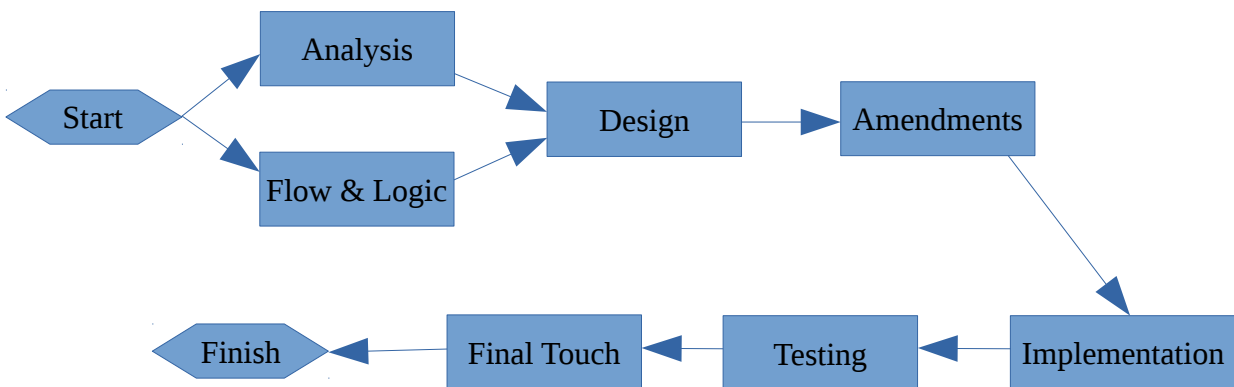 Start
Analysis
Flow & Logic
Design
Amendments
Implementation
Testing
Final Touch
Finish